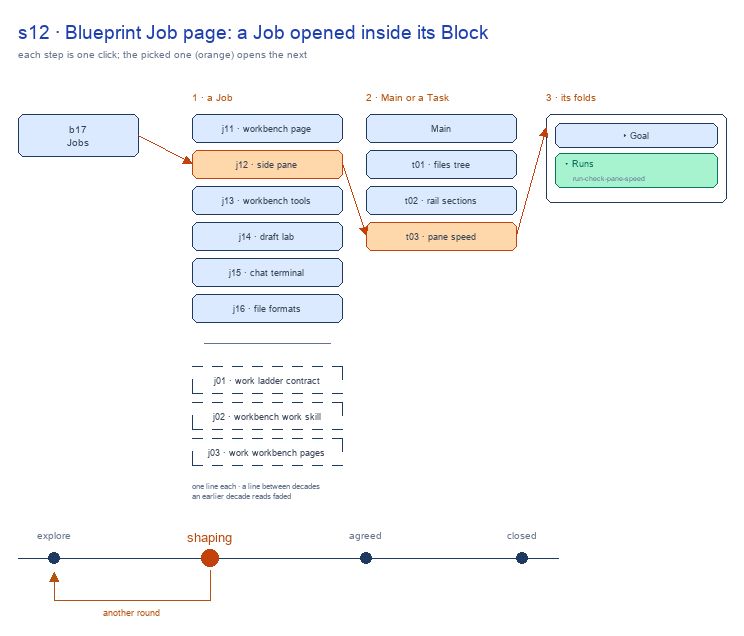 s12 · Blueprint Job page: a Job opened inside its Block
each step is one click; the picked one (orange) opens the next
1 · a Job
2 · Main or a Task
3 · its folds
b17
Jobs
j11 · workbench page
j12 · side pane
j13 · workbench tools
j14 · draft lab
j15 · chat terminal
j16 · file formats
Main
t01 · files tree
t02 · rail sections
t03 · pane speed
· Goal
· Runs
run-check-pane-speed
j01 · work ladder contract
j02 · workbench work skill
j03 · work workbench pages
one line each · a line between decades
an earlier decade reads faded
explore
shaping
agreed
closed
another round